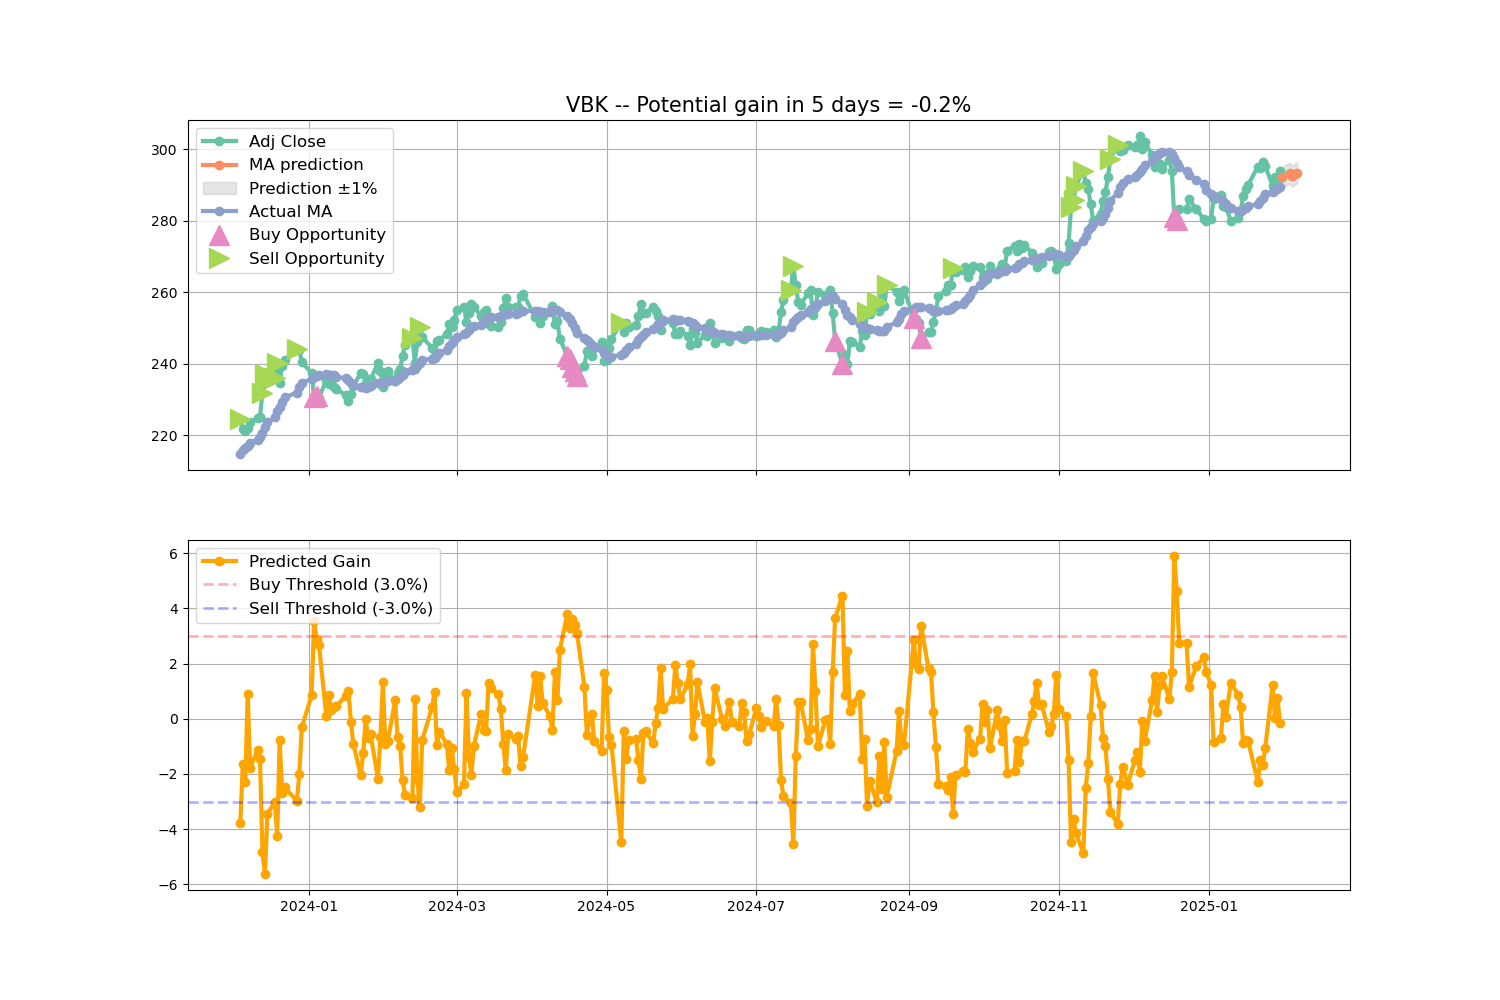 VBK -- Potential gain in 5 days = -0.2%
Adj Close
MA prediction
Prediction ±1%
Actual MA
Buy Opportunity
Sell Opportunity
300
280
260
240
220
Predicted Gain
Buy Threshold (3.0%)
Sell Threshold (-3.0%)
6
4
2
0
−2
−4
−6
2024-01 2024-03 2024-05 2024-07 2024-09 2024-11 2025-01